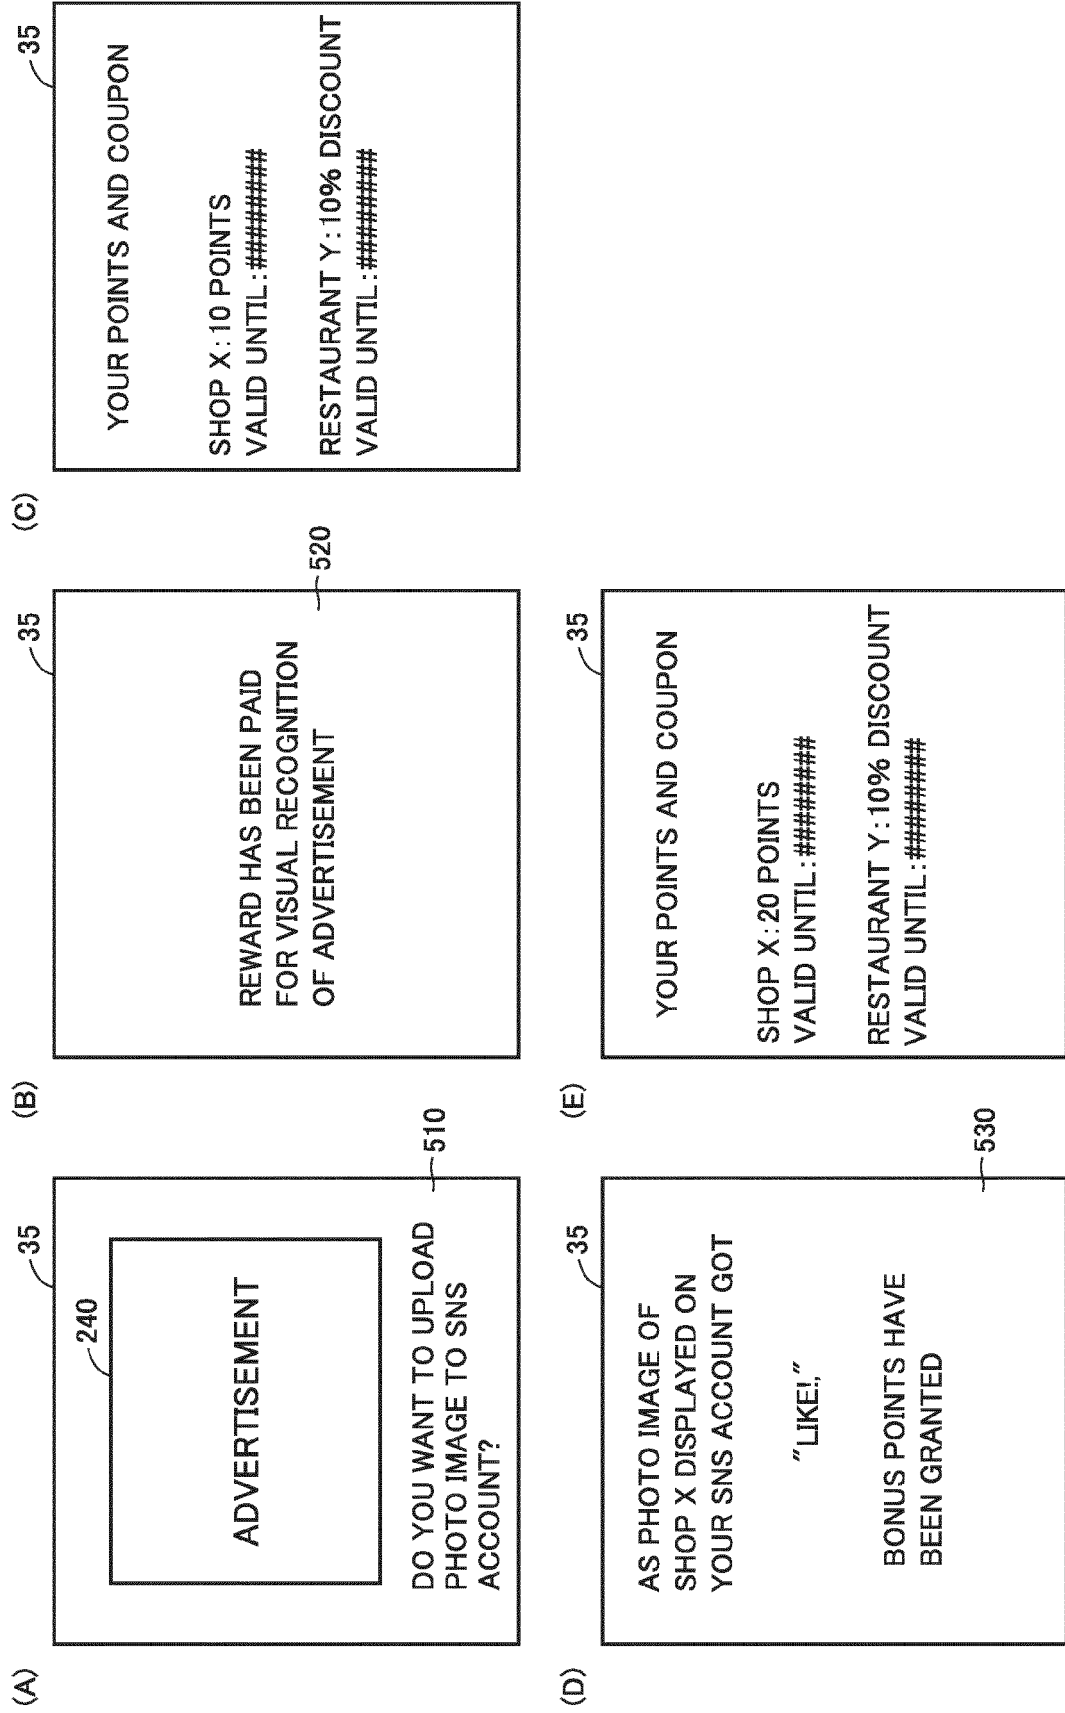 (A)
35
240
ADVERTISEMENT
DO YOU WANT TO UPLOAD
PHOTO IMAGE TO SNS
ACCOUNT?
510
(B)
35
REWARD HAS BEEN PAID
FOR VISUAL RECOGNITION
OF ADVERTISEMENT
520
(C)
35
YOUR POINTS AND COUPON
SHOP X:10 POINTS
VALID UNTIL:########
RESTAURANT Y:10% DISCOUNT
VALID UNTIL:########
(D)
35
AS PHOTO IMAGE OF
SHOP X DISPLAYED ON
YOUR SNS ACCOUNT GOT
"LIKE!,"
BONUS POINTS HAVE
BEEN GRANTED
530
(E)
35
YOUR POINTS AND COUPON
SHOP X:20 POINTS
VALID UNTIL:########
RESTAURANT Y:10% DISCOUNT
VALID UNTIL:########